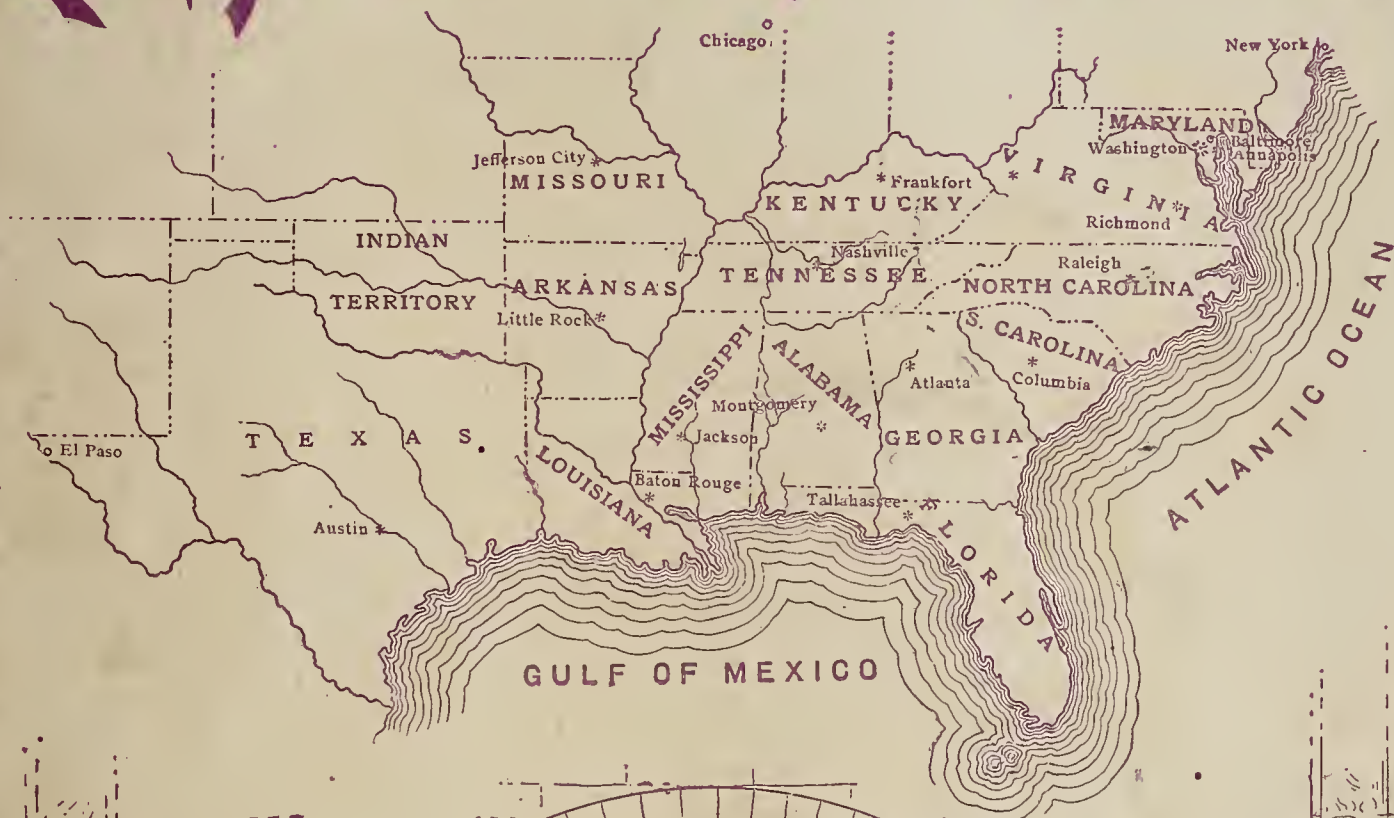 Chicago
New York
MARYLAND
Washington
Baltimore
Annapolis
Jefferson City
MISSOURI
Frankfort
KENTUCKY
VIRGINIA
Richmond
INDIAN
TERRITORY
Nashville
TENNESSEE
Raleigh
NORTH CAROLINA
ARKANSAS
Little Rock
S. CAROLINA
Columbia
MISSISSIPPI
ALABAMA
Atlanta
Montgomery
Jackson
GEORGIA
TEXAS
El Paso
LOUISIANA
Baton Rouge
Tallahassee
Austin
FLORIDA
ATLANTIC OCEAN
GULF OF MEXICO